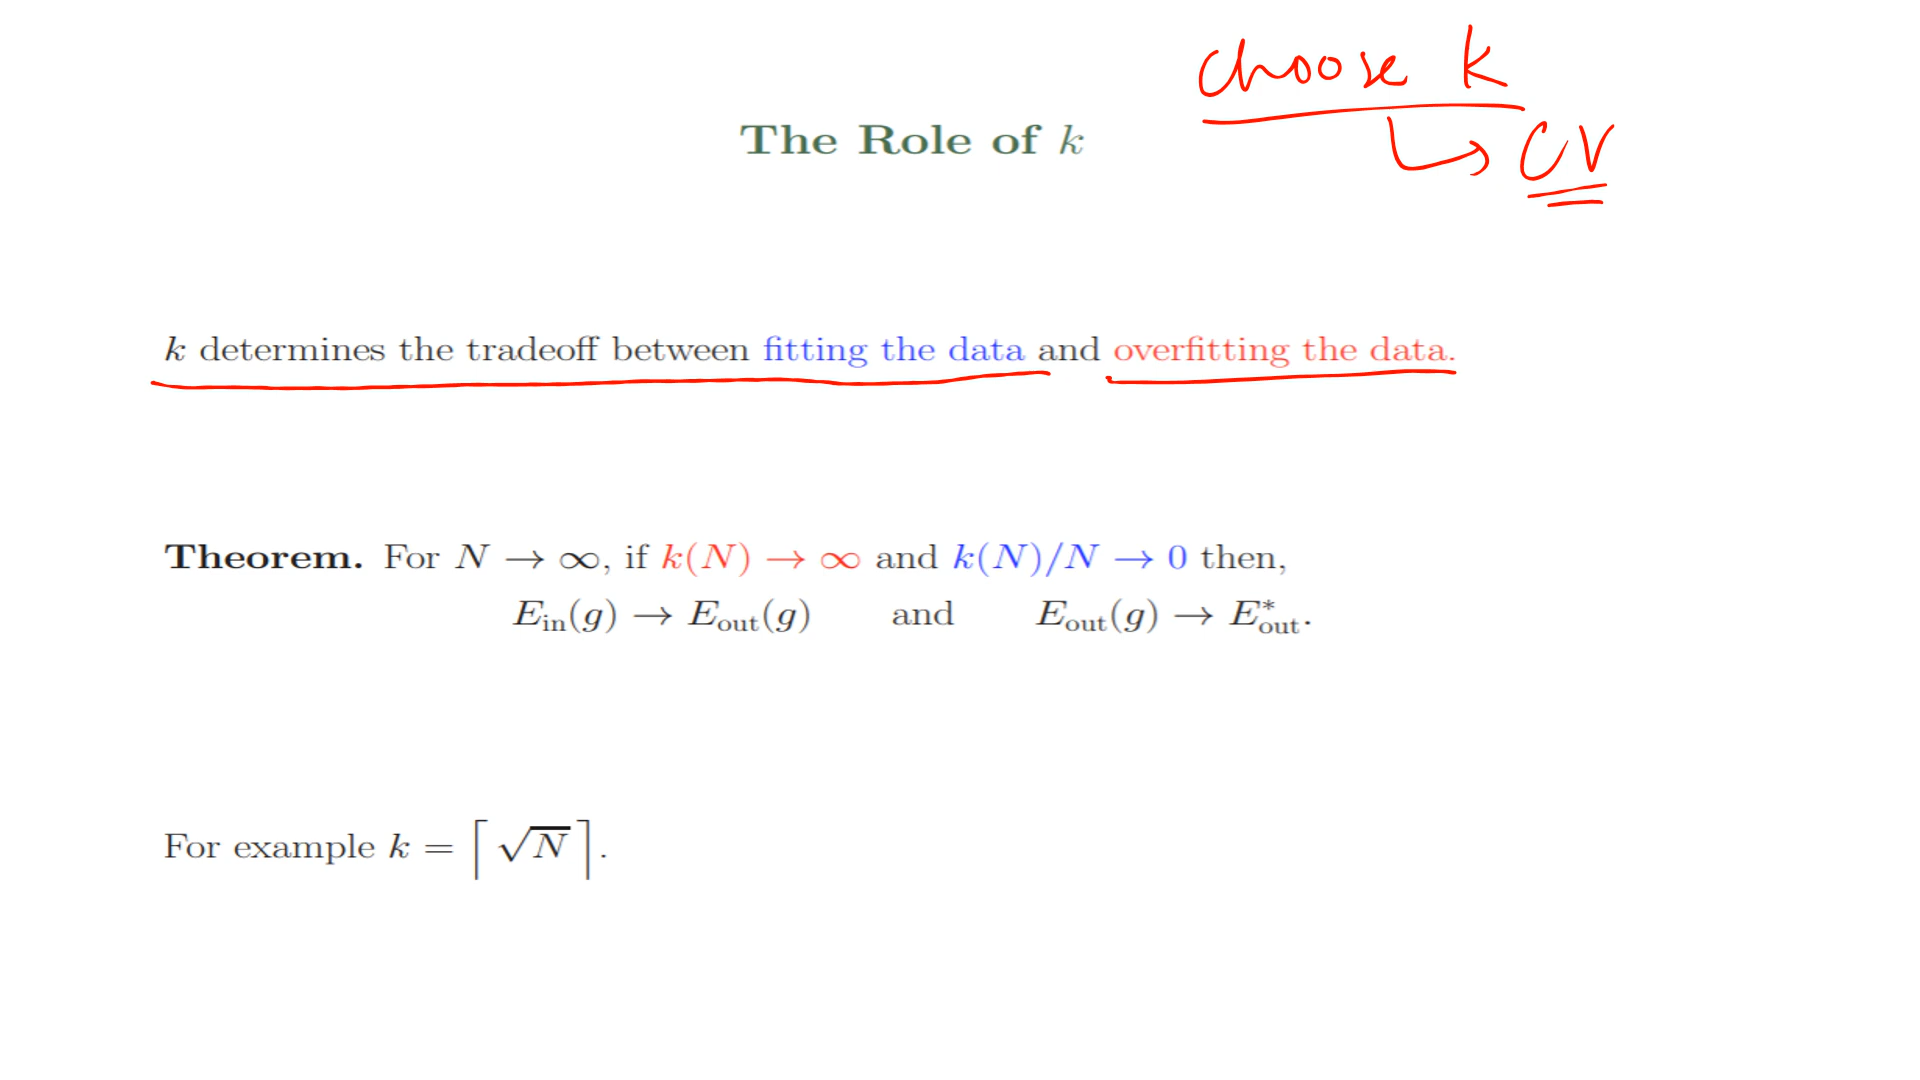 choose k
The Role of k
CV
k determines the tradeoff between fitting the data and overfitting the data.
Theorem. For N → ∞, if k(N) → ∞ and k(N)/N → 0 then,
E_in(g) → E_out(g) and E_out(g) → E*_out.
For example k = ⌈√N⌉.